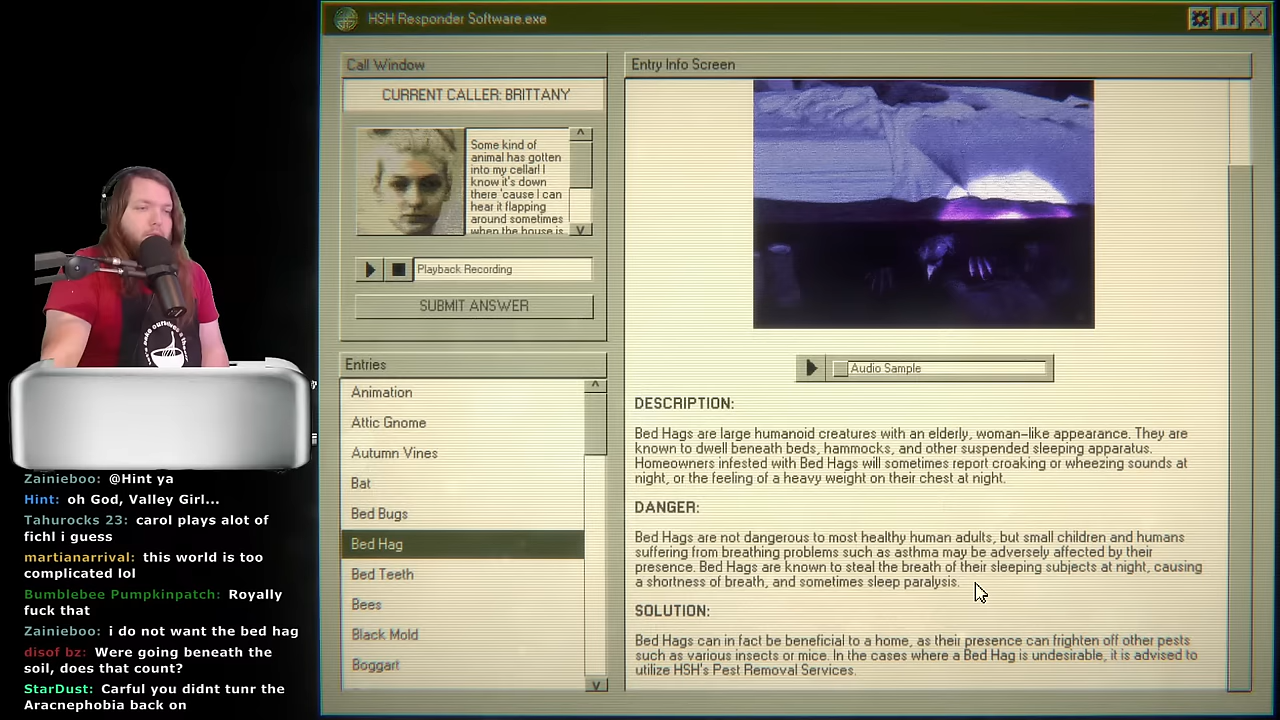 HSH Responder Software.exe
Call Window
CURRENT CALLER: BRITTANY
Some kind of
animal has gotten
into my cellar! I
know it's down
there 'cause I can
hear it flapping
around sometimes
when the house is
Playback Recording
SUBMIT ANSWER
Entries
Animation
Attic Gnome
Autumn Vines
Bat
Bed Bugs
Bed Hag
Bed Teeth
Bees
Black Mold
Boggart
Entry Info Screen
Audio Sample
DESCRIPTION:
Bed Hags are large humanoid creatures with an elderly, woman-like appearance. They are
known to dwell beneath beds, hammocks, and other suspended sleeping apparatus.
Homeowners infested with Bed Hags will sometimes report croaking or wheezing sounds at
night, or the feeling of a heavy weight on their chest at night.
DANGER:
Bed Hags are not dangerous to most healthy human adults, but small children and humans
suffering from breathing problems such as asthma may be adversely affected by their
presence. Bed Hags are known to steal the breath of their sleeping subjects at night, causing
a shortness of breath, and sometimes sleep paralysis.
SOLUTION:
Bed Hags can in fact be beneficial to a home, as their presence can frighten off other pests
such as various insects or mice. In the cases where a Bed Hag is undesirable, it is advised to
utilize HSH's Pest Removal Services.
Zainieboo: @Hint ya
Hint: oh God, Valley Girl...
Tahurocks 23: carol plays alot of
fichl i guess
martianarrival: this world is too
complicated lol
Bumblebee Pumpkinpatch: Royally
fuck that
Zainieboo: i do not want the bed hag
disof bz: Were going beneath the
soil, does that count?
StarDust: Carful you didnt tunr the
Aracnephobia back on